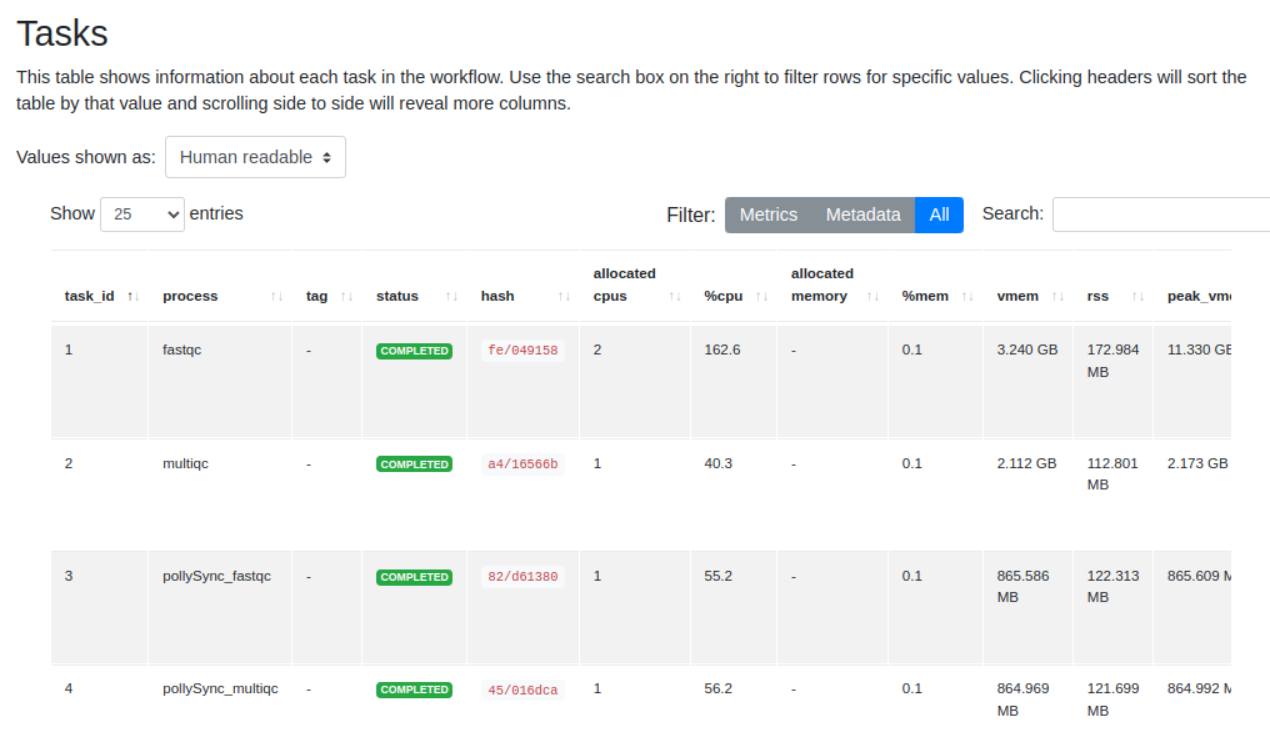 Tasks
This table shows information about each task in the workflow. Use the search box on the right to filter rows for specific values. Clicking headers will sort the
table by that value and scrolling side to side will reveal more columns.
Values shown as: Human readable
Show 25 entries Filter: Metrics Metadata All Search:
allocated allocated
task_id process tag status hash cpus %cpu memory %mem vmem rss
1 fastqc - COMPLETED fe/049158 2 162.6 - 0.1 3.240 GB 172.984 11.330
MB
2 multiqc - COMPLETED a4/16566b 1 40.3 - 0.1 2.112 GB 112.801 2.173 GB
MB
3 pollySync_fastqc - COMPLETED 82/d61380 1 55.2 - 0.1 865.586 122.313 865.609
MB MB
4 pollySync_multiqc - COMPLETED 45/016dca 1 56.2 - 0.1 864.969 121.699 864.992
MB MB